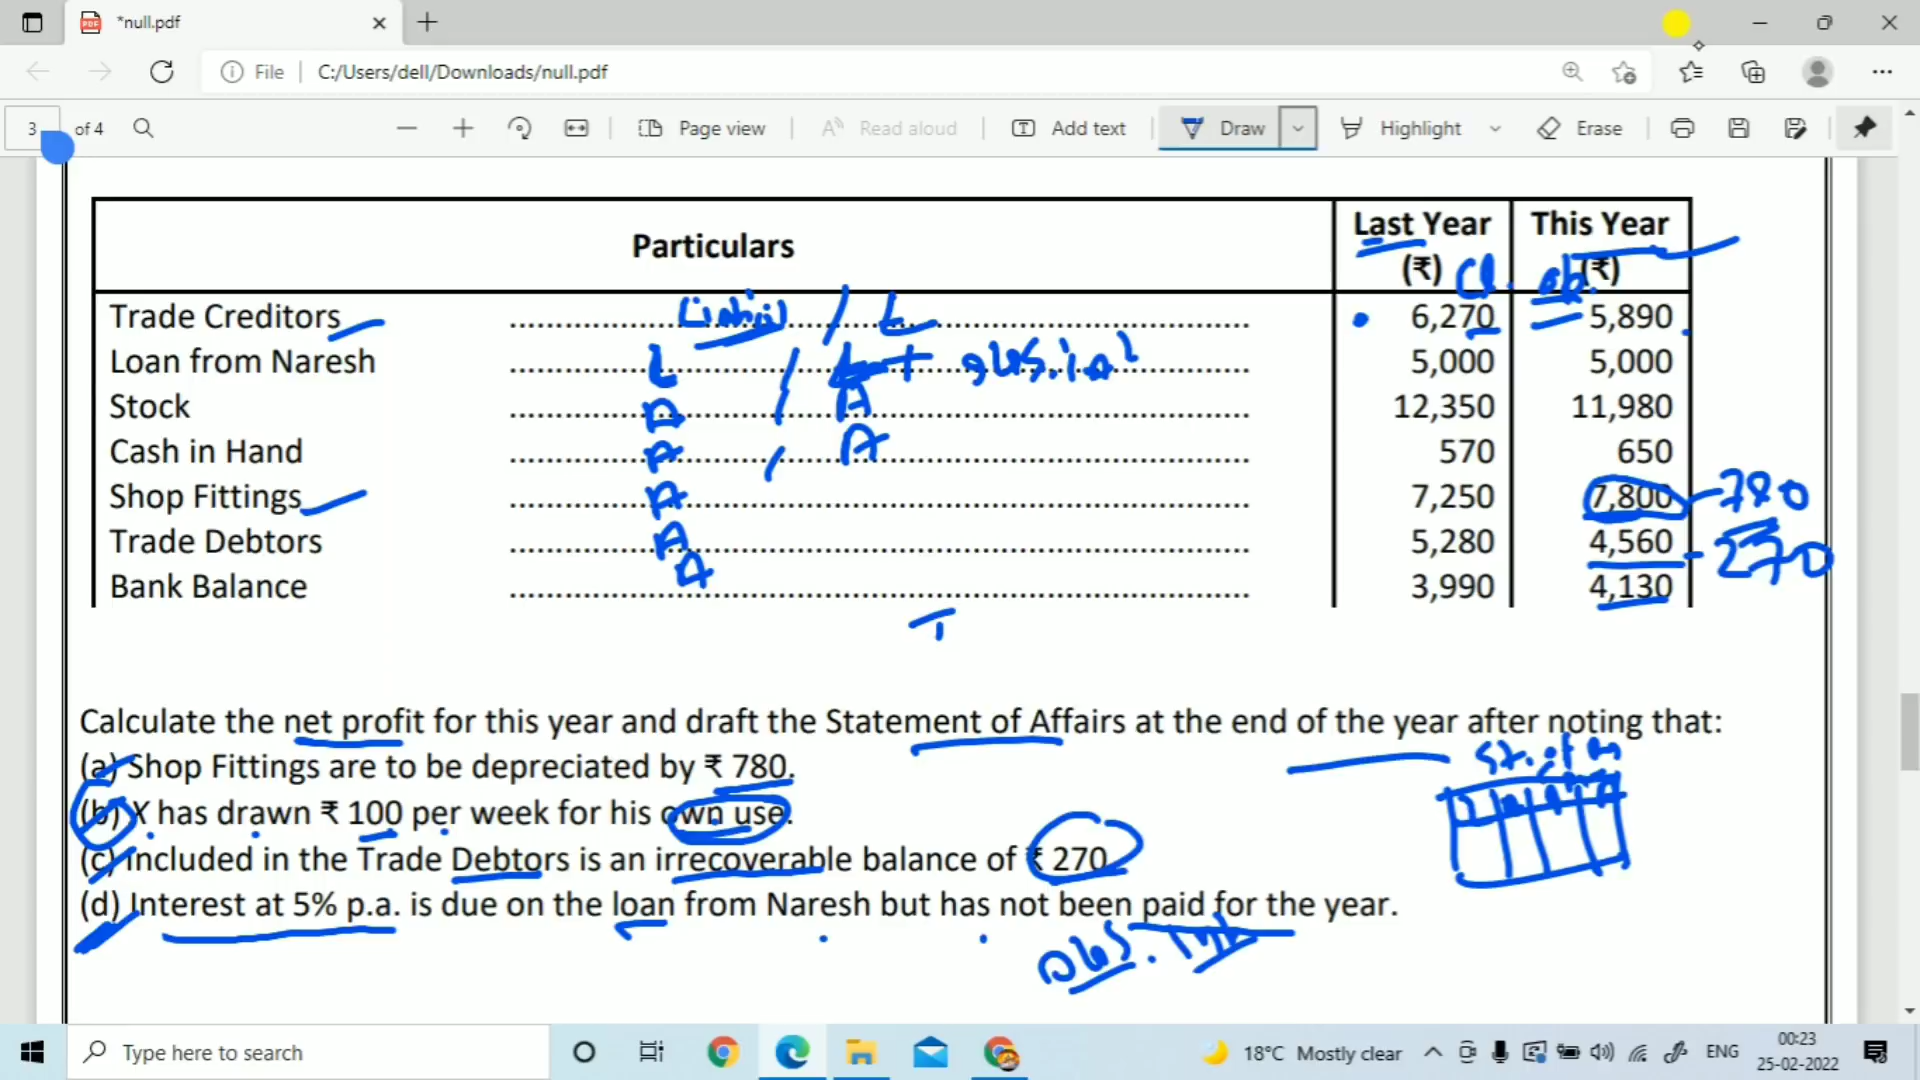 *null.pdf
File C:/Users/dell/Downloads/null.pdf
3 of 4 Page view Read aloud Add text Draw Highlight Erase
Particulars Last Year (₹) This Year (₹)
Trade Creditors 6,270 5,890
Loan from Naresh 5,000 5,000
Stock 12,350 11,980
Cash in Hand 570 650
Shop Fittings 7,250 7,800 - 780
Trade Debtors 5,280 4,560 - 270
Bank Balance 3,990 4,130
Calculate the net profit for this year and draft the Statement of Affairs at the end of the year after noting that:
(a) Shop Fittings are to be depreciated by ₹ 780.
(b) X has drawn ₹ 100 per week for his own use.
(c) Included in the Trade Debtors is an irrecoverable balance of ₹ 270
(d) Interest at 5% p.a. is due on the loan from Naresh but has not been paid for the year.
Type here to search
18°C Mostly clear
ENG
00:23
25-02-2022